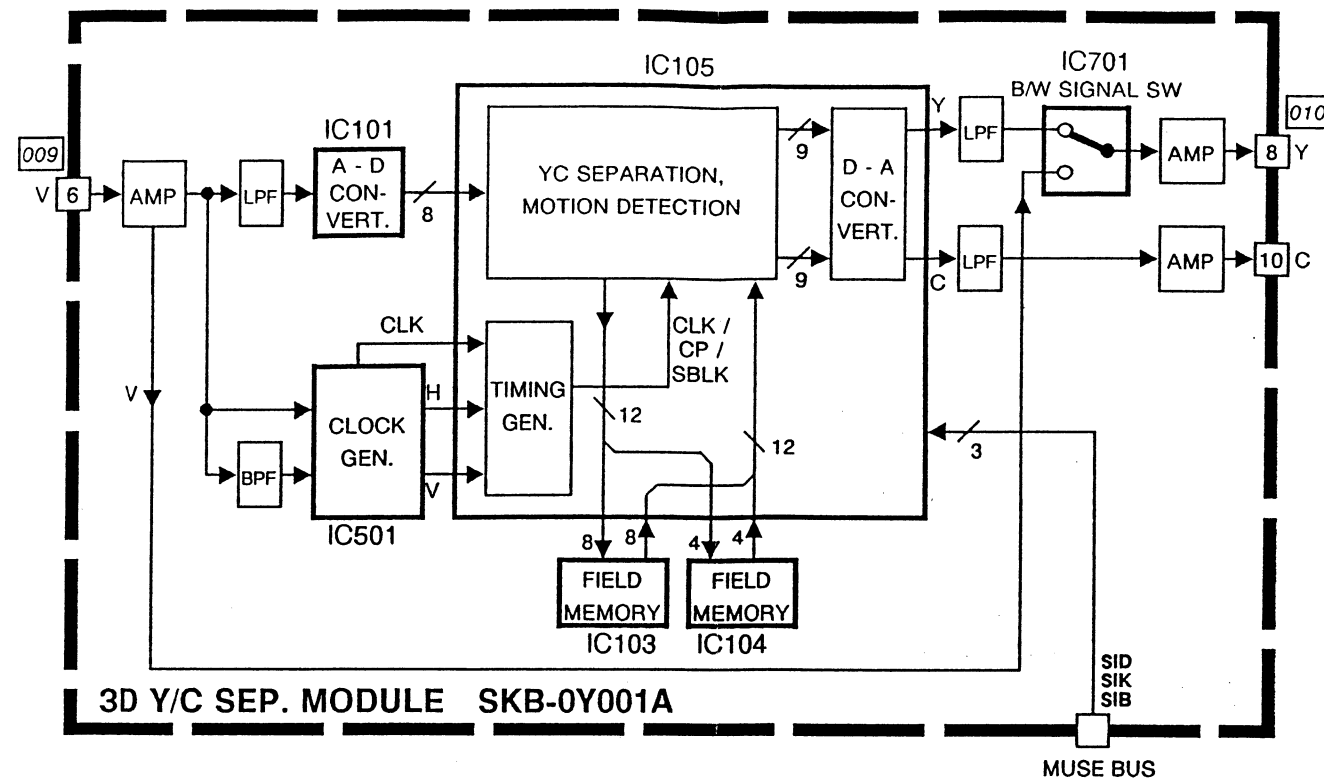 IC105
IC701
B/W SIGNAL SW
009
010
V
6
AMP
LPF
IC101
A - D
CON-
VERT.
8
YC SEPARATION,
MOTION DETECTION
9
9
D - A
CON-
VERT.
Y
C
LPF
LPF
AMP
AMP
8
Y
10
C
V
CLK
H
V
BPF
CLOCK
GEN.
IC501
TIMING
GEN.
CLK /
CP /
SBLK
12
12
3
8
8
4
4
FIELD
MEMORY
IC103
FIELD
MEMORY
IC104
SID
SIK
SIB
3D Y/C SEP. MODULE SKB-0Y001A
MUSE BUS